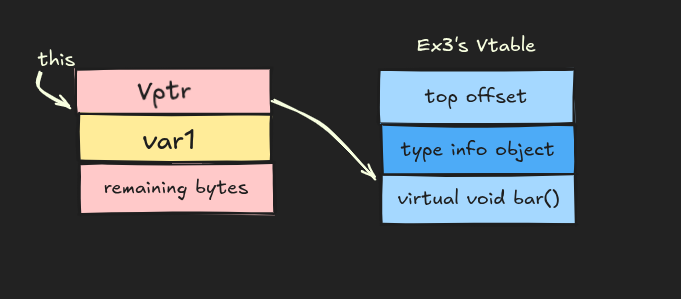 this
Vptr
var1
remaining bytes
Ex3's Vtable
top offset
type info object
virtual void bar()